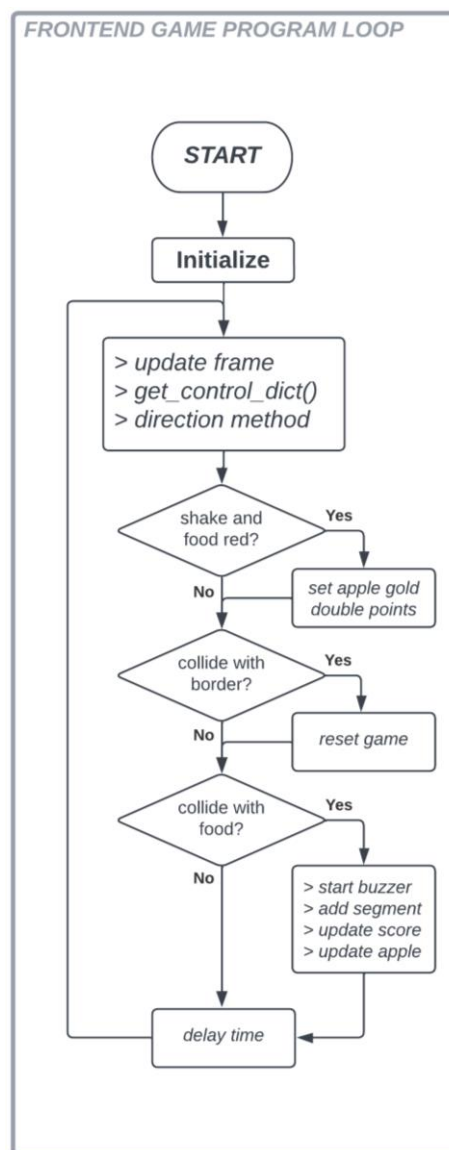 FRONTEND GAME PROGRAM LOOP
START
Initialize
> update frame
> get_control_dict()
> direction method
shake and
food red?
Yes
No
set apple gold
double points
collide with
border?
Yes
No
reset game
collide with
food?
Yes
No
> start buzzer
> add segment
> update score
> update apple
delay time